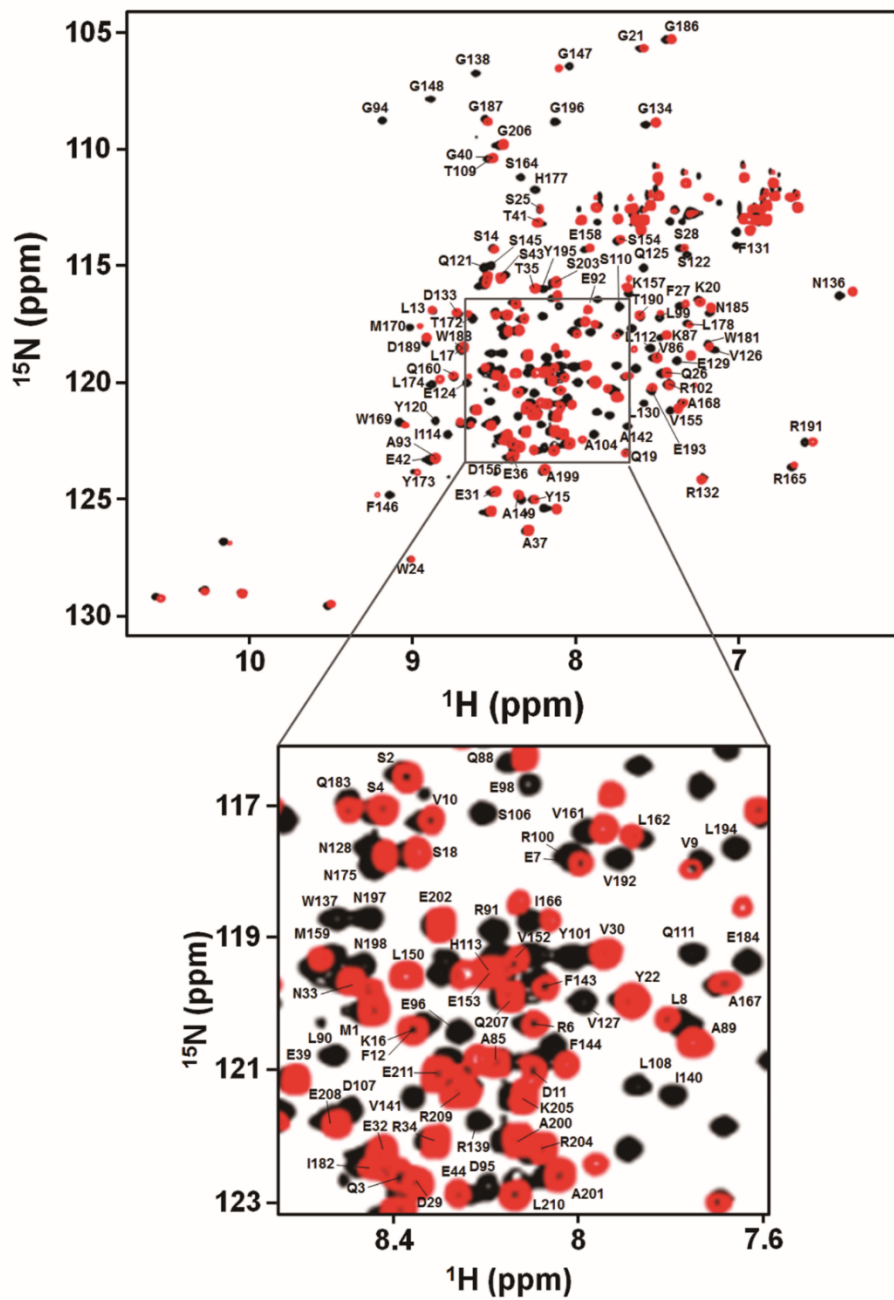 105
110
115
120
125
130
15N (ppm)
10
9
8
7
1H (ppm)
G186
G21
G147
G138
G148
G94
G187
G196
G134
G206
G40
T109
S164
H177
S25
T41
E158
S154
S28
F131
S14
S145
S43
Y195
S203
S110
Q125
S122
Q121
T35
E92
K157
F27
K20
N136
L13
D133
T172
M170
T190
L99
N185
L178
W188
D189
L17
L112
K87
V86
W181
V126
Q160
L174
E124
E129
Q26
R102
Y120
W169
I114
L130
A168
V155
A93
E42
A104
A142
Q19
E193
R191
Y173
D156
E36
A199
R132
R165
F146
E31
A149
Y15
A37
W24
117
119
121
123
15N (ppm)
8.4
8
7.6
1H (ppm)
S2
Q88
Q183
S4
V10
E98
S106
V161
L162
N128
N175
S18
R100
E7
V9
L194
V192
W137
N197
E202
R91
I166
M159
N198
L150
H113
V152
Y101
V30
Q111
E184
N33
E153
F143
Y22
A167
E96
Q207
V127
L8
M1
K16
F12
R6
A89
L90
A85
F144
E39
E211
D11
L108
I140
D107
E208
V141
R209
K205
E32
R34
R139
A200
R204
I182
Q3
E44
D95
D29
L210
A201